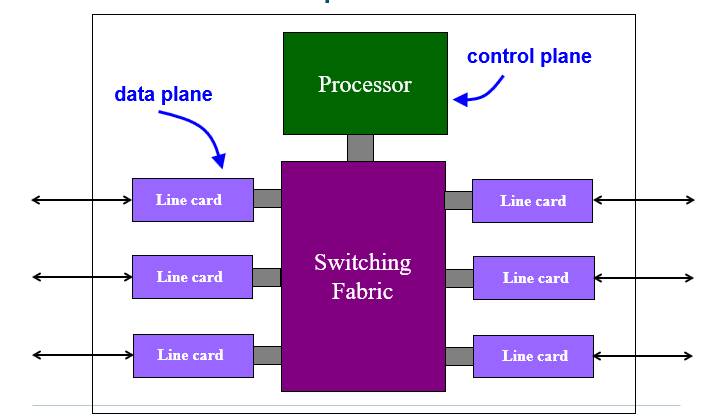 control plane
Processor
data plane
Line card
Line card
Switching
Fabric
Line card
Line card
Line card
Line card